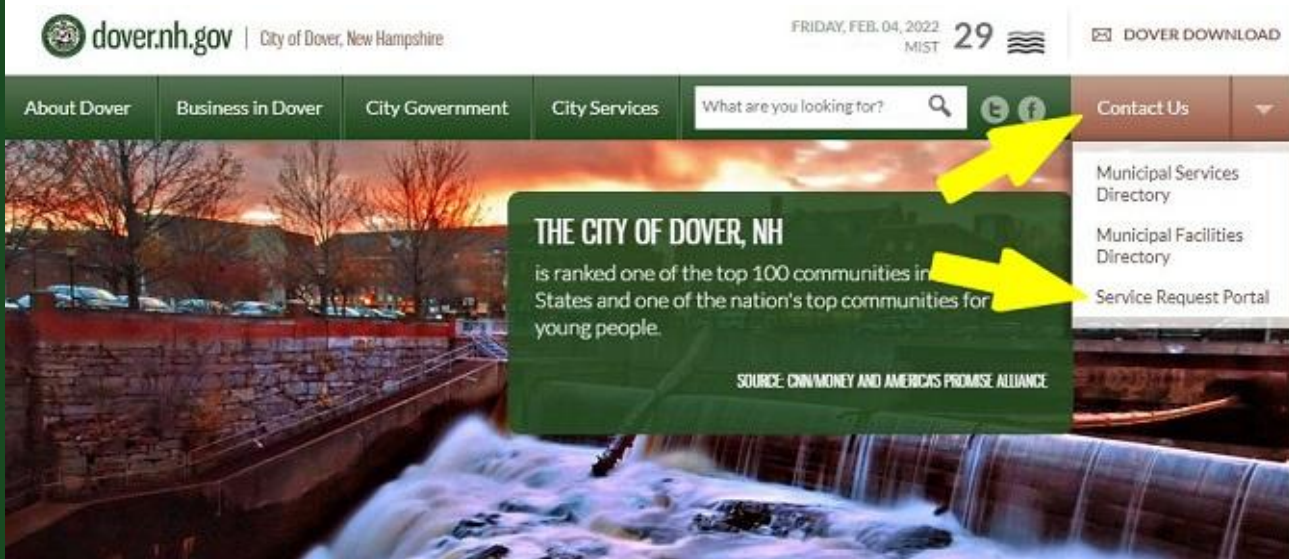 dover.nh.gov | City of Dover, New Hampshire
FRIDAY, FEB. 04, 2022
MIST
29
DOVER DOWNLOAD
About Dover
Business in Dover
City Government
City Services
What are you looking for?
Contact Us
Municipal Services
Directory
Municipal Facilities
Directory
Service Request Portal
THE CITY OF DOVER, NH
is ranked one of the top 100 communities in
States and one of the nation's top communities for
young people.
SOURCE: CNN/MONEY AND AMERICA'S PROMISE ALLIANCE